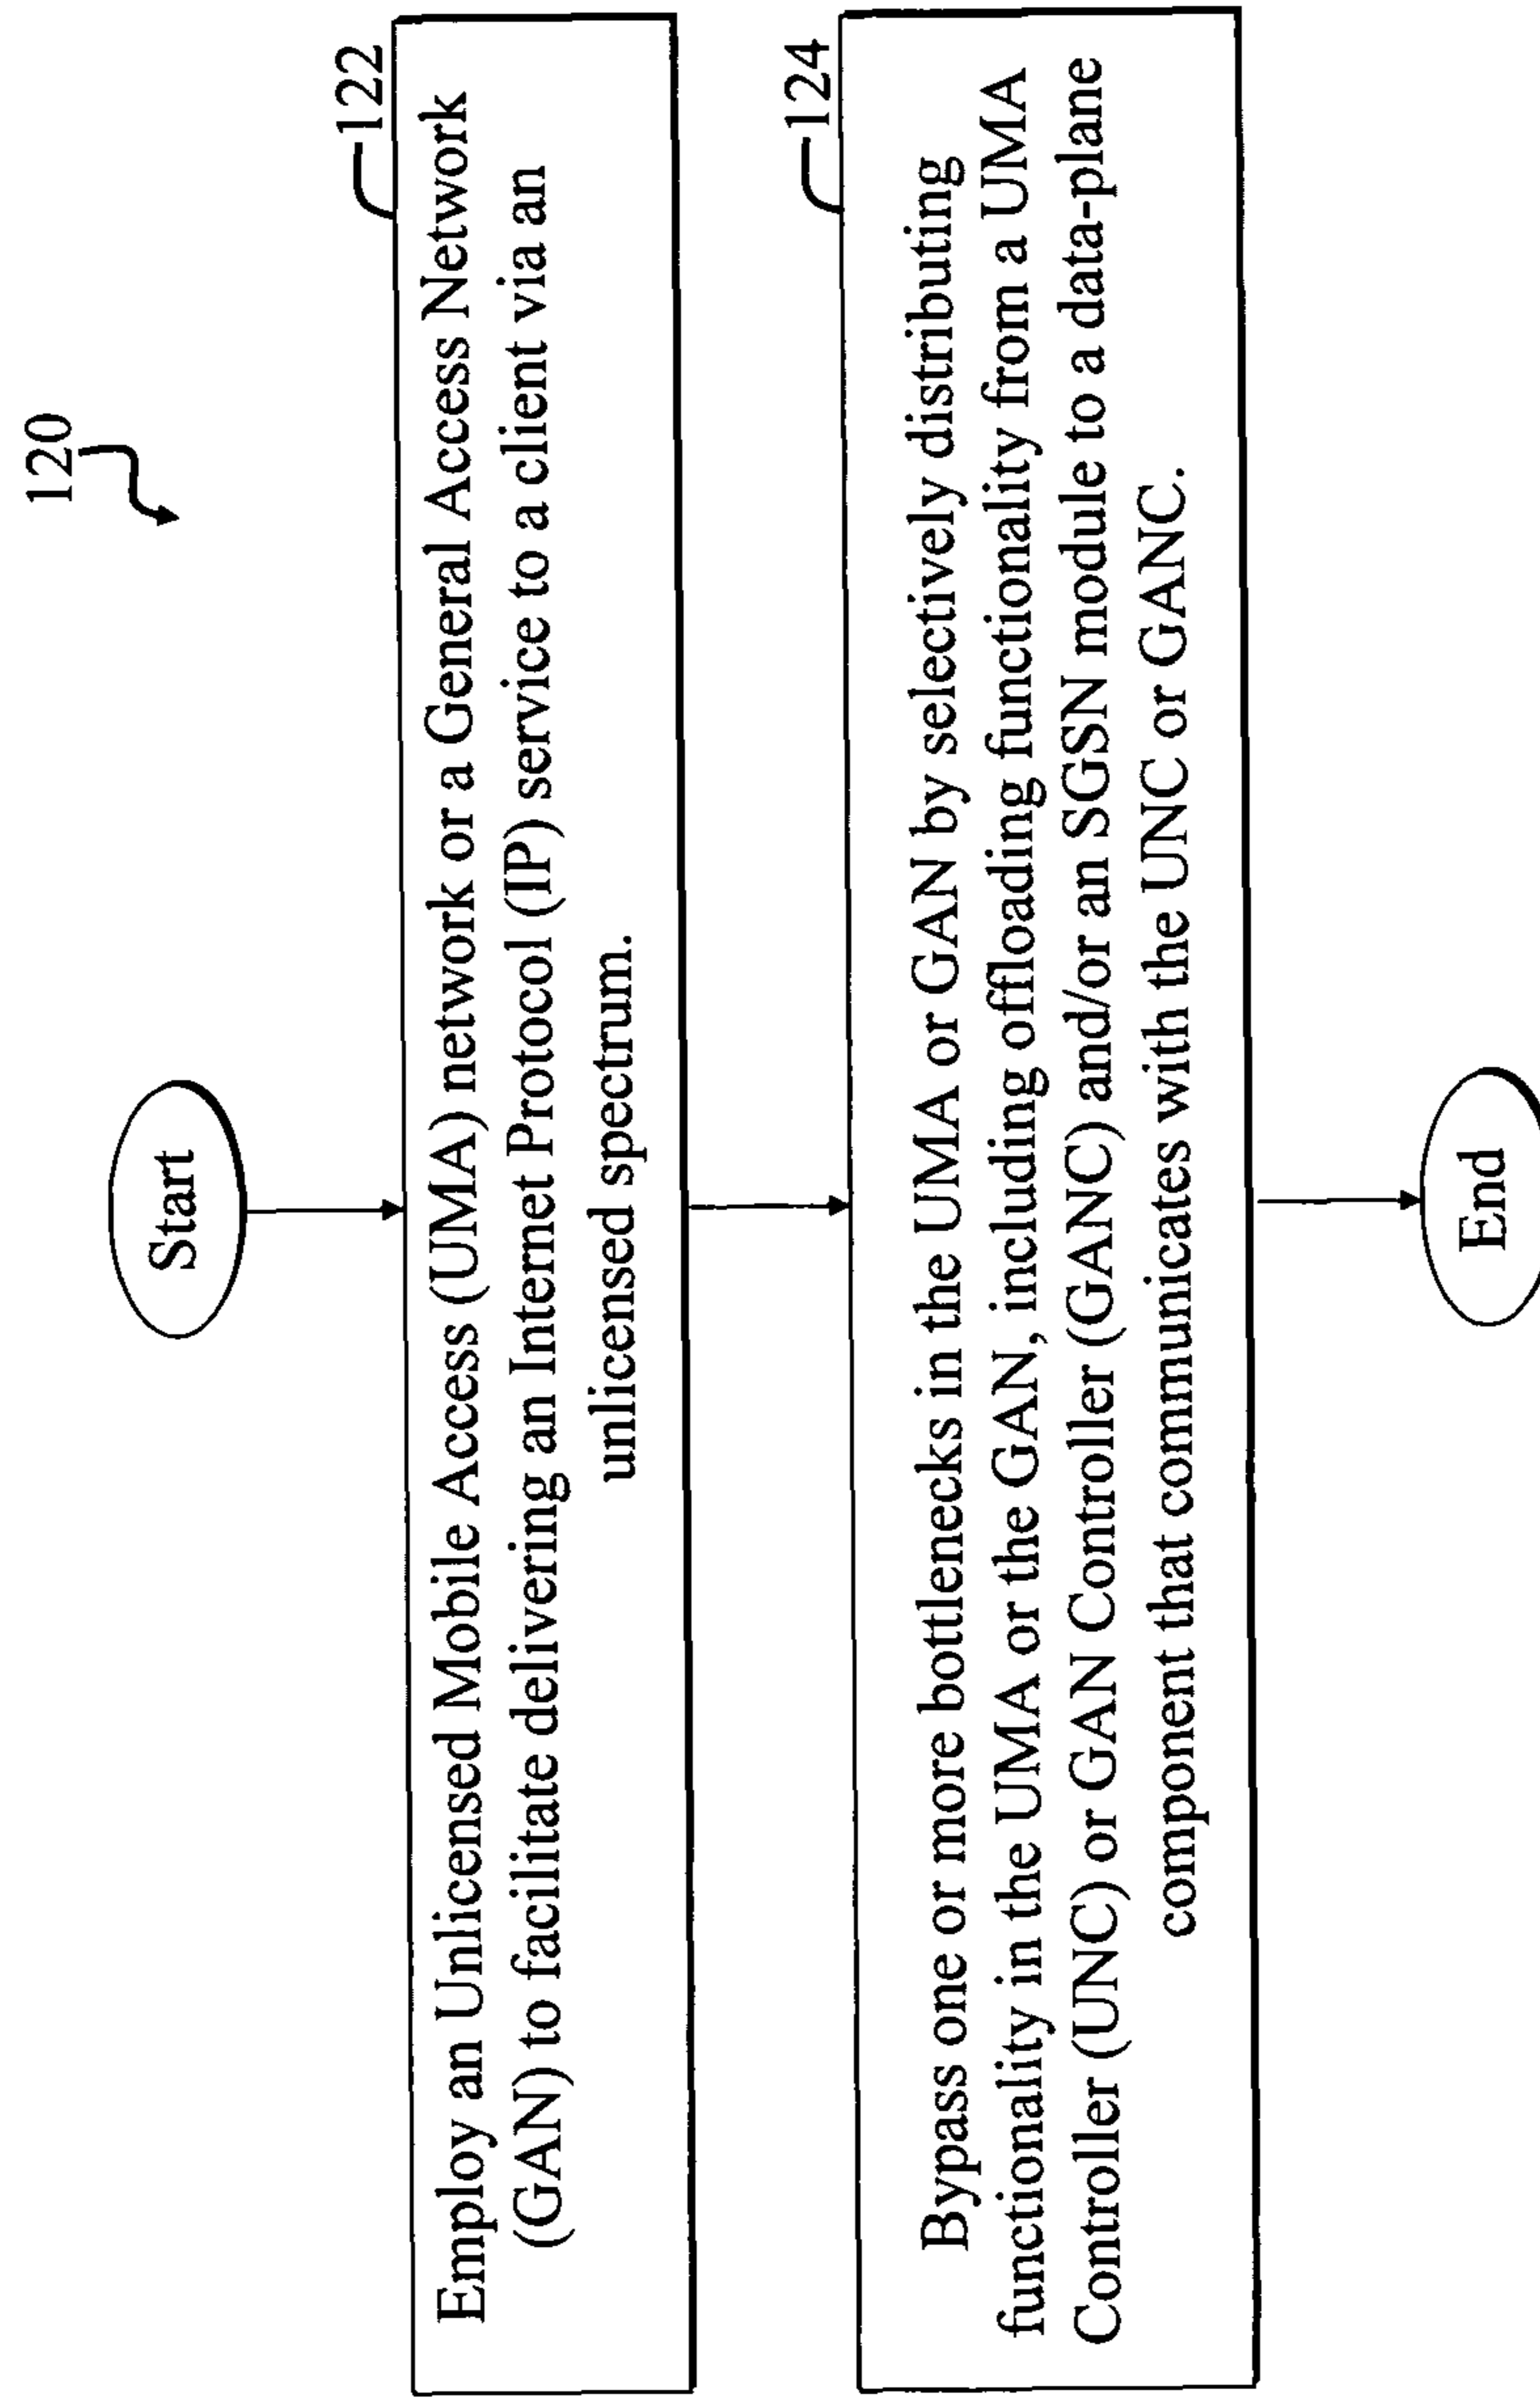 120
Start
122
Employ an Unlicensed Mobile Access (UMA) network or a General Access Network
(GAN) to facilitate delivering an Internet Protocol (IP) service to a client via an
unlicensed spectrum.
124
Bypass one or more bottlenecks in the UMA or GAN by selectively distributing
functionality in the UMA or the GAN, including offloading functionality from a UMA
Controller (UNC) or GAN Controller (GANC) and/or an SGSN module to a data-plane
component that communicates with the UNC or GANC.
End